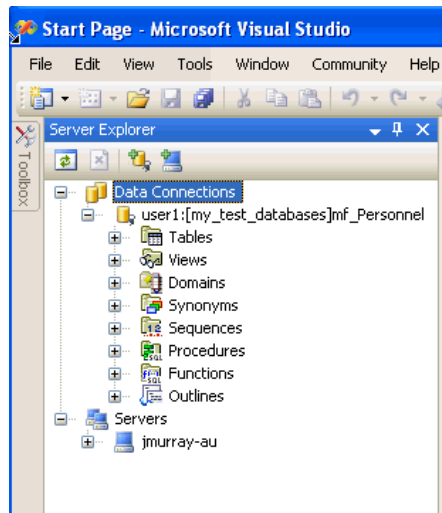 Start Page - Microsoft Visual Studio
File Edit View Tools Window Community Help
Server Explorer
Toolbox
Data Connections
user1:[my_test_databases]mf_Personnel
Tables
Views
Domains
Synonyms
Sequences
Procedures
Functions
Outlines
Servers
jmurray-au